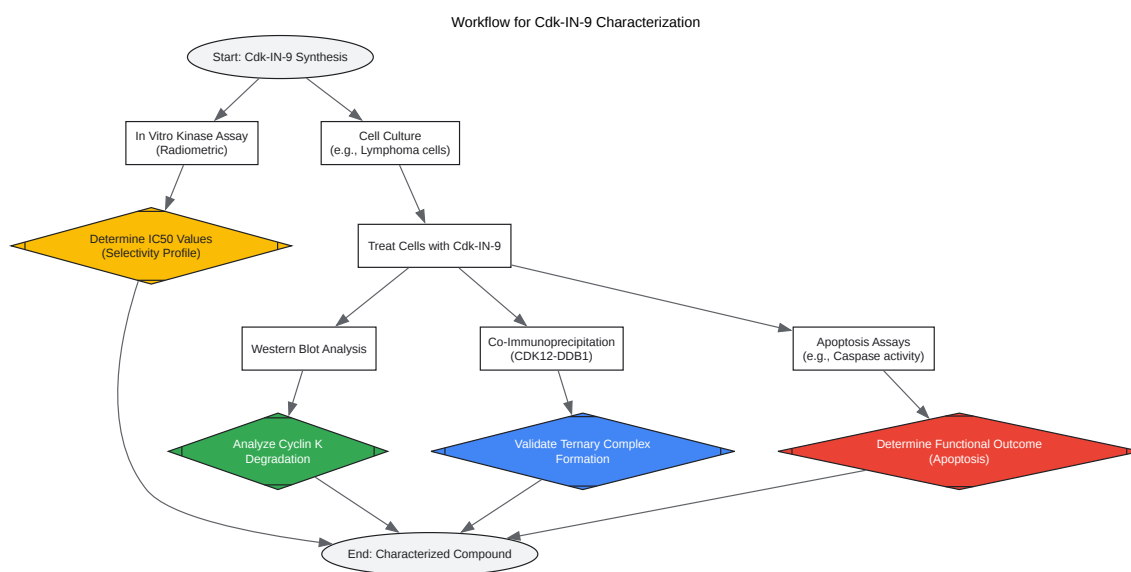 Workflow for Cdk-IN-9 Characterization
Start: Cdk-IN-9 Synthesis
In Vitro Kinase Assay
(Radiometric)
Cell Culture
(e.g., Lymphoma cells)
Determine IC50 Values
(Selectivity Profile)
Treat Cells with Cdk-IN-9
Western Blot Analysis
Co-Immunoprecipitation
(CDK12-DDB1)
Apoptosis Assays
(e.g., Caspase activity)
Analyze Cyclin K
Degradation
Validate Ternary Complex
Formation
Determine Functional Outcome
(Apoptosis)
End: Characterized Compound